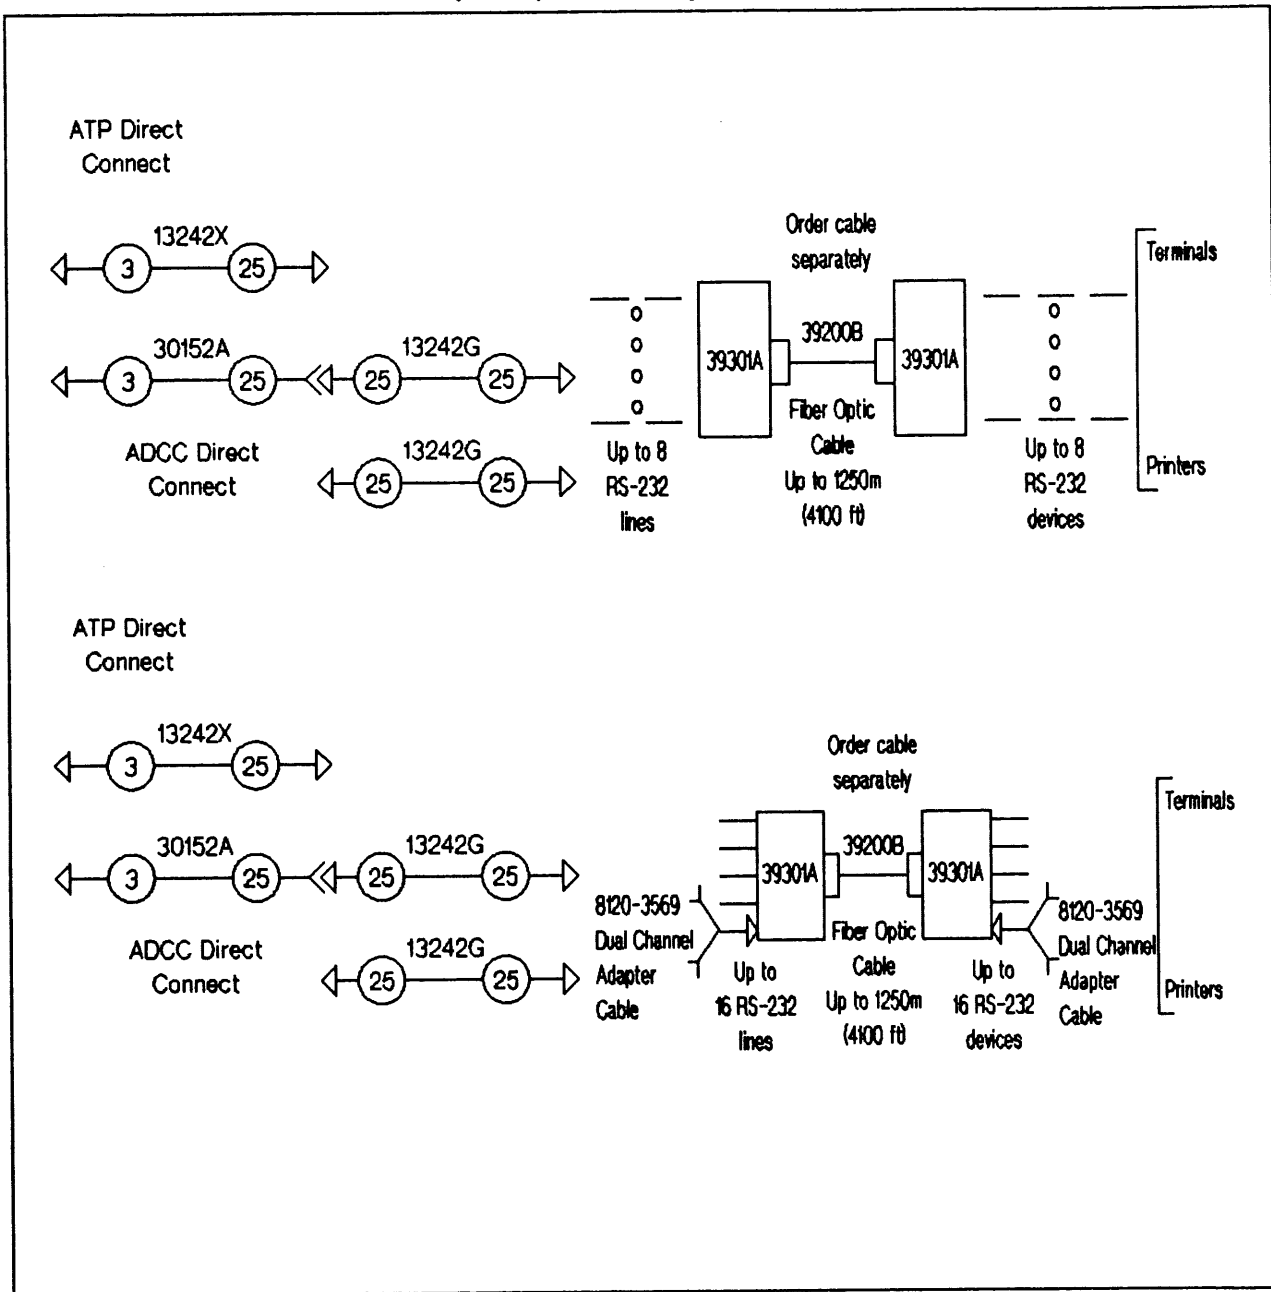 ATP Direct
Connect
13242X
3
25
30152A
3
25
13242G
25
25
ADCC Direct
Connect
13242G
25
25
Up to 8
RS-232
lines
39301A
Order cable
separately
39200B
Fiber Optic
Cable
Up to 1250m
(4100 ft)
39301A
Up to 8
RS-232
devices
Terminals
Printers
ATP Direct
Connect
13242X
3
25
30152A
3
25
13242G
25
25
ADCC Direct
Connect
13242G
25
25
8120-3569
Dual Channel
Adapter
Cable
39301A
Up to
16 RS-232
lines
Order cable
separately
39200B
Fiber Optic
Cable
Up to 1250m
(4100 ft)
39301A
Up to
16 RS-232
devices
8120-3569
Dual Channel
Adapter
Cable
Terminals
Printers